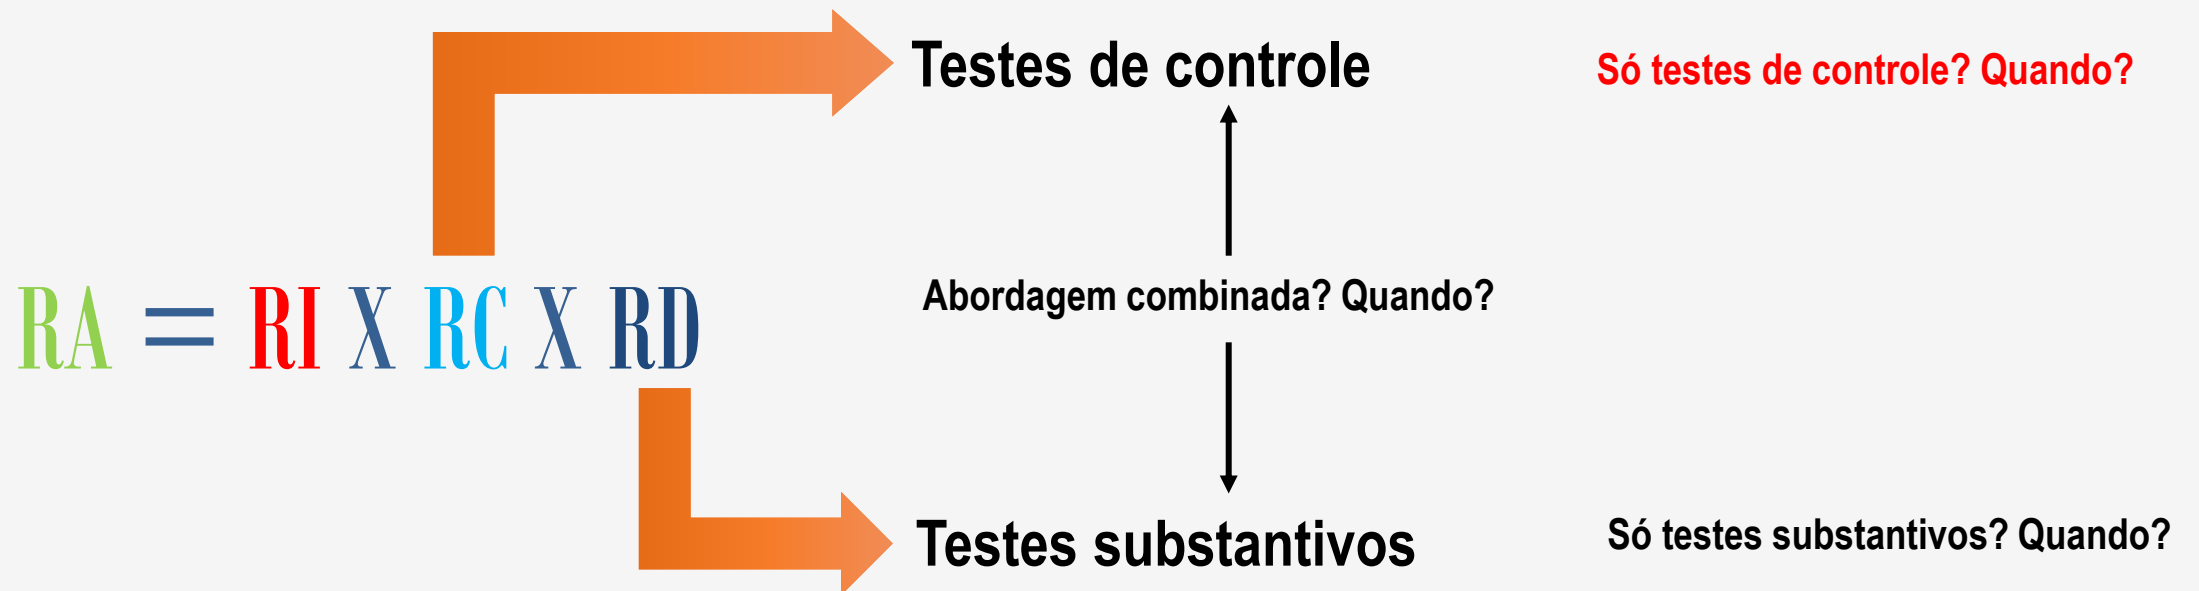 Testes de controle
Só testes de controle? Quando?
RA = RI X RC X RD
Abordagem combinada? Quando?
Testes substantivos
Só testes substantivos? Quando?